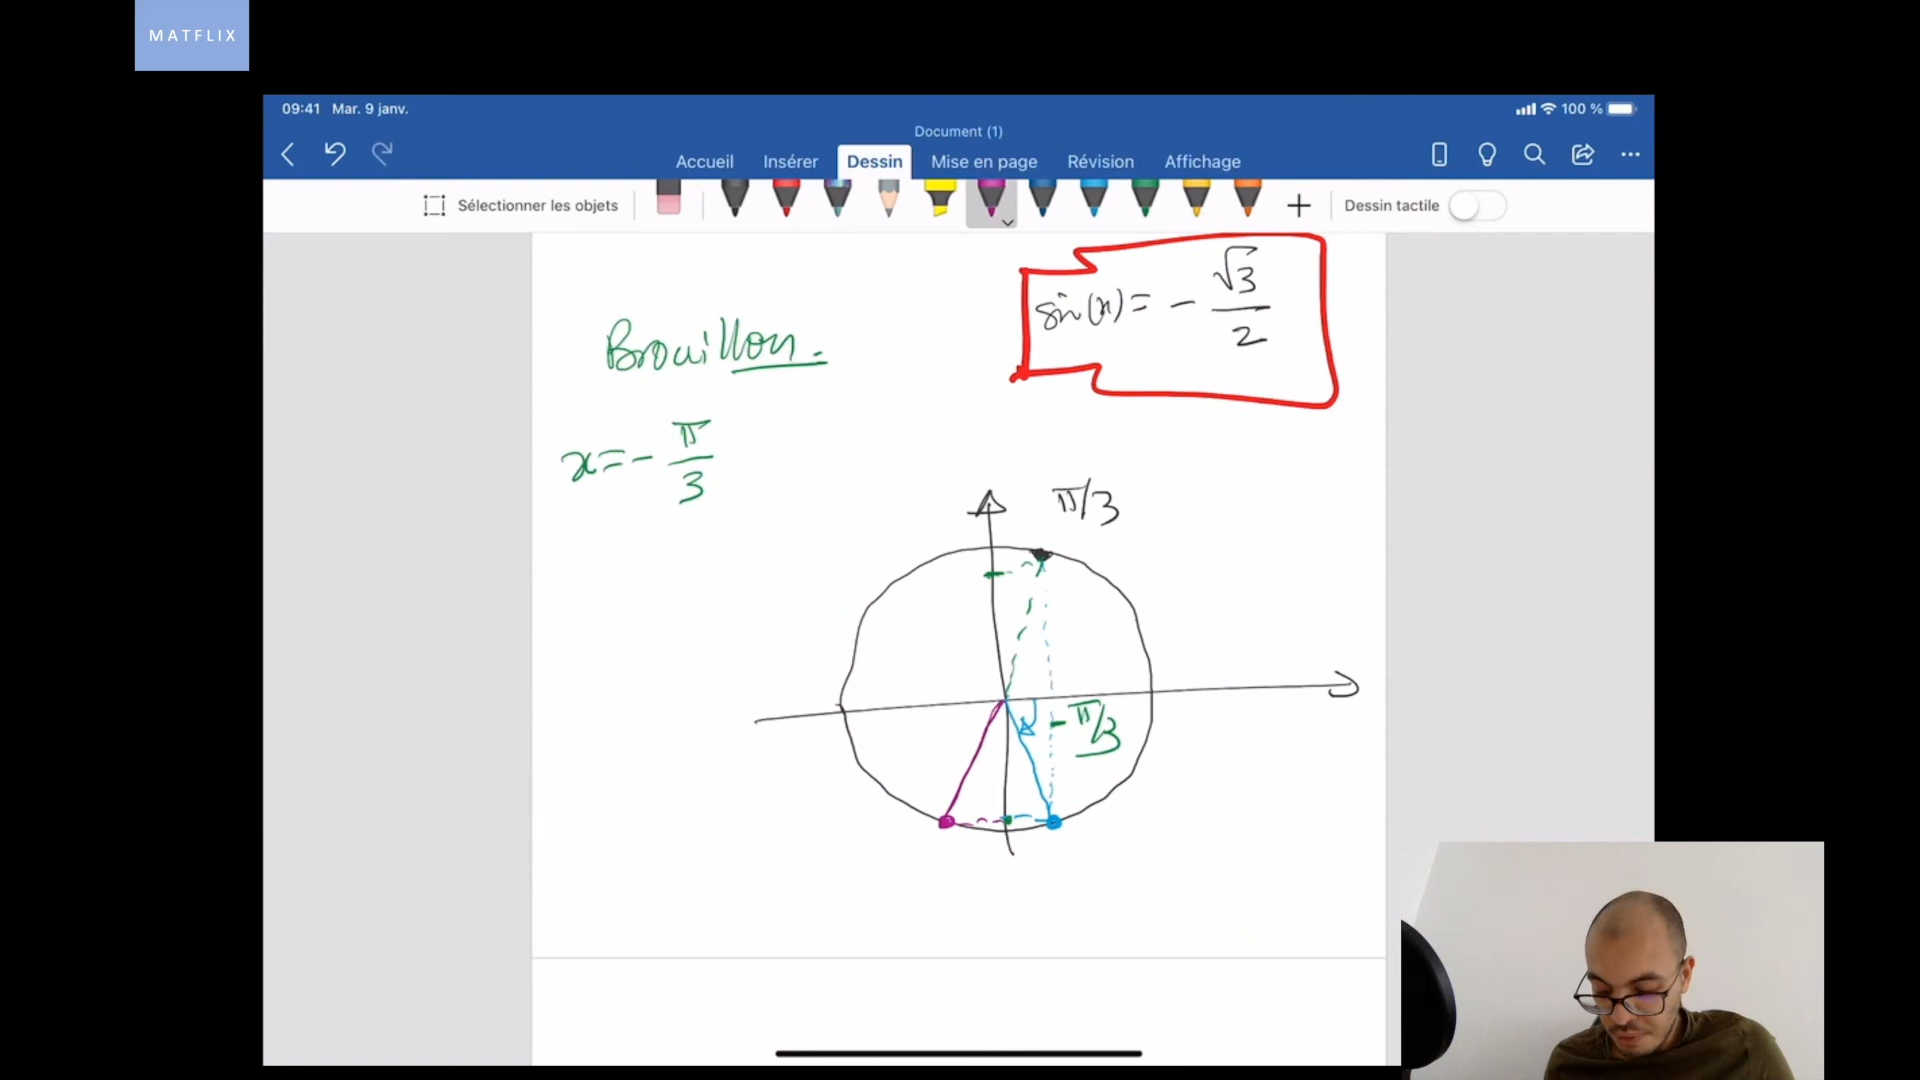 MATFLIX
09:41 Mar. 9 janv.
100 %
Document (1)
Accueil Insérer Dessin Mise en page Révision Affichage
Sélectionner les objets
Dessin tactile
sin(x) = - √3/2
Brouillon.
x = - π/3
π/3
- π/3